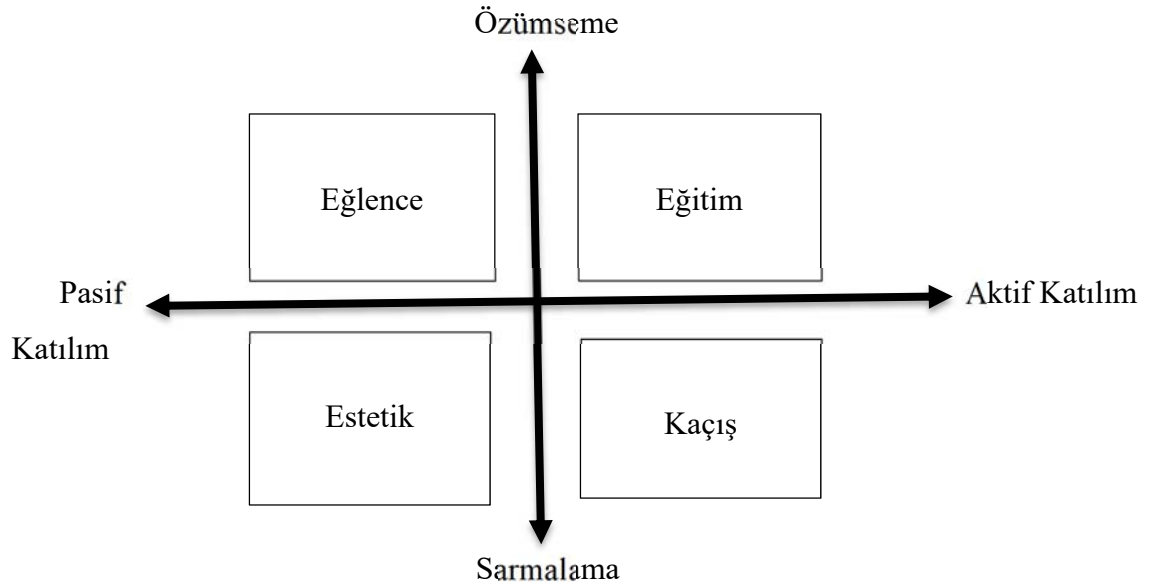 Özümseme
Eğlence
Eğitim
Pasif
Katılım
Aktif Katılım
Estetik
Kaçış
Sarmalama